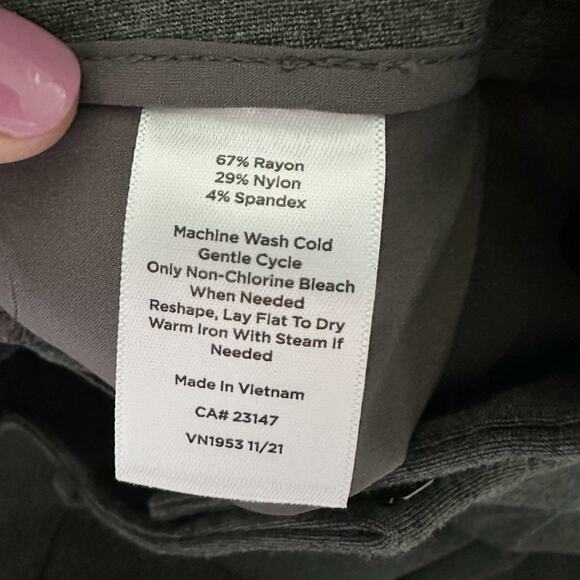 67% Rayon
29% Nylon
4% Spandex
Machine Wash Cold
Gentle Cycle
Only Non-Chlorine Bleach
When Needed
Reshape, Lay Flat To Dry
Warm Iron With Steam If
Needed
Made In Vietnam
CA# 23147
VN1953 11/21